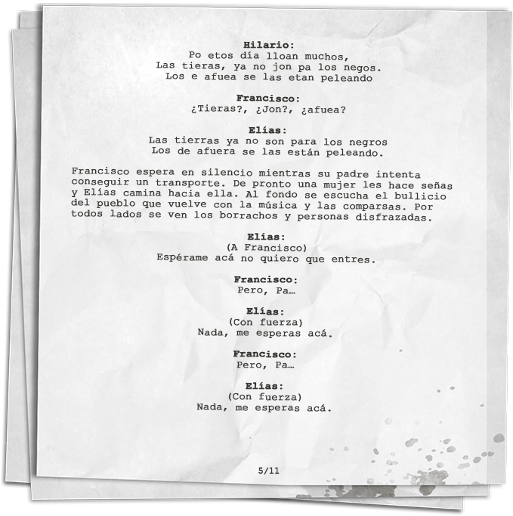 Hilario:
Po etos día lloan muchos,
Las tieras, ya no jon pa los negos.
Los e afuea se las etan peleando
Francisco:
¿Tieras?, ¿Jon?, ¿afuea?
Elías:
Las tierras ya no son para los negros
Los de afuera se las están peleando.
Francisco espera en silencio mientras su padre intenta
conseguir un transporte. De pronto una mujer les hace señas
y Elías camina hacia ella. Al fondo se escucha el bullicio
del pueblo que vuelve con la música y las comparsas. Por
todos lados se ven los borrachos y personas disfrazadas.
Elías:
(A Francisco)
Espérame acá no quiero que entres.
Francisco:
Pero, Pa…
Elías:
(Con fuerza)
Nada, me esperas acá.
Francisco:
Pero, Pa…
Elías:
(Con fuerza)
Nada, me esperas acá.
5/11